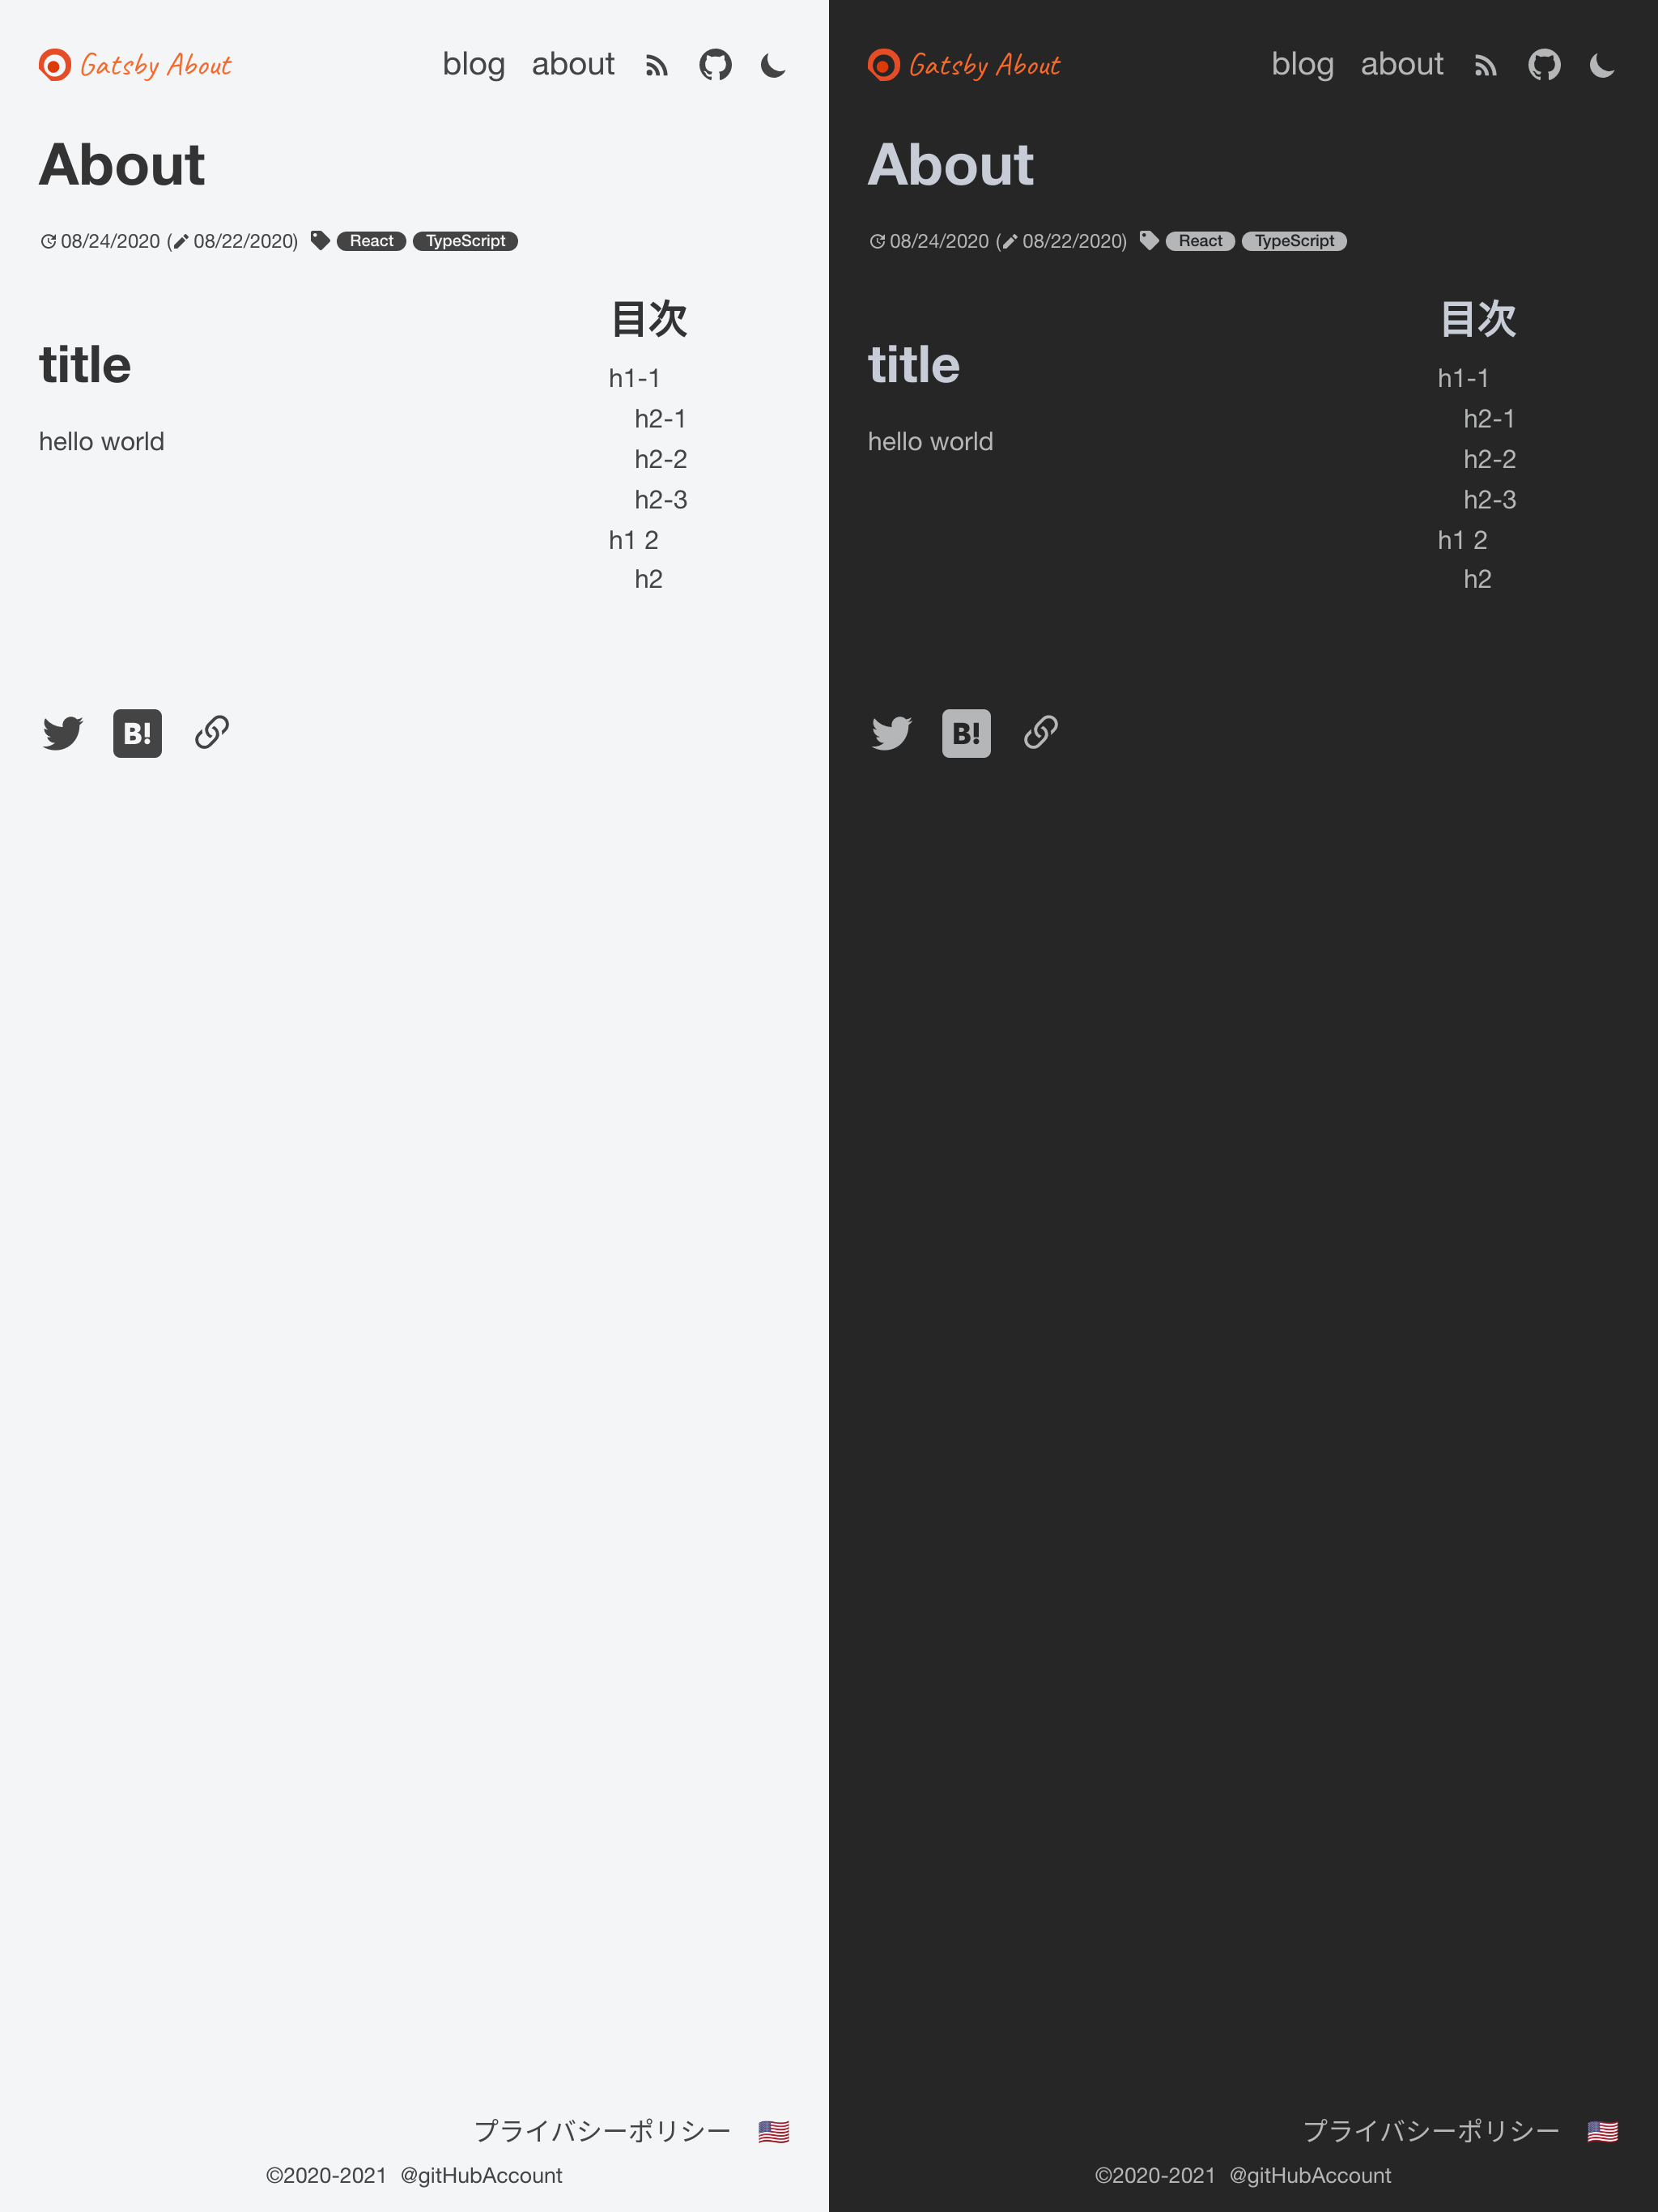 Gatsby About blog about
About
08/24/2020 (08/22/2020) React TypeScript
目次
title
h1-1
h2-1
hello world
h2-2
h2-3
h1 2
h2
B!
プライバシーポリシー 🇺🇸
©2020-2021 @gitHubAccount
Gatsby About blog about
About
08/24/2020 (08/22/2020) React TypeScript
目次
title
h1-1
h2-1
hello world
h2-2
h2-3
h1 2
h2
B!
プライバシーポリシー 🇺🇸
©2020-2021 @gitHubAccount